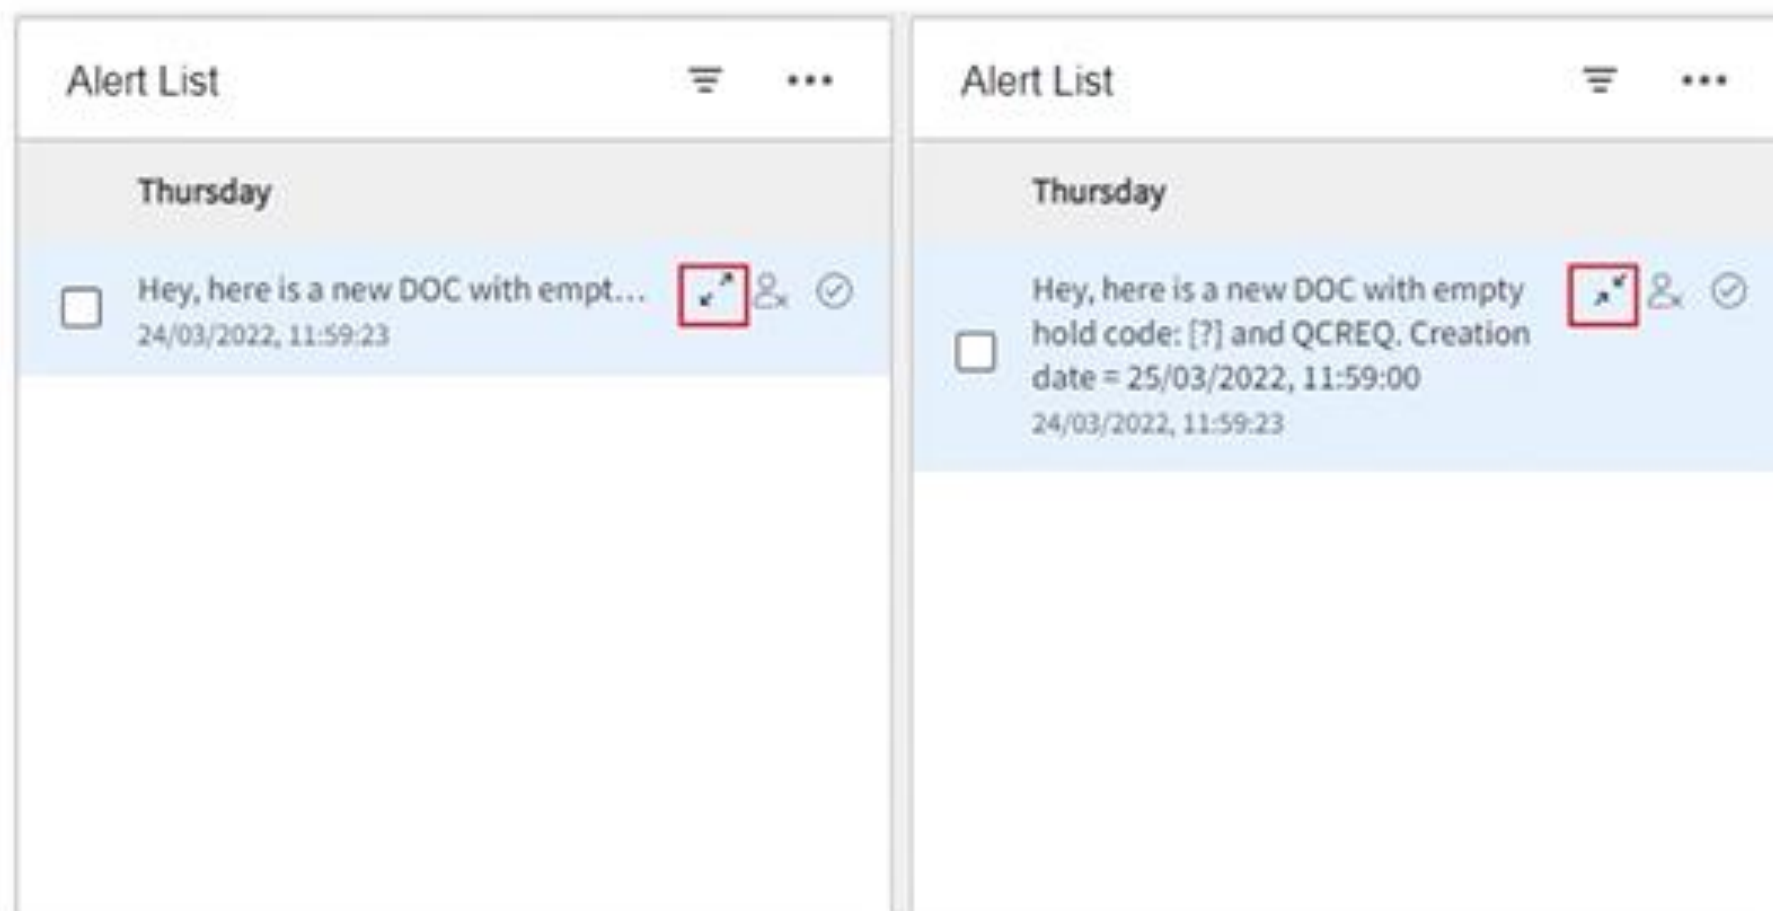 Alert List
Thursday
Hey, here is a new DOC with empt...
24/03/2022, 11:59:23
Alert List
Thursday
Hey, here is a new DOC with empty
hold code: [?] and QCREQ. Creation
date = 25/03/2022, 11:59:00
24/03/2022, 11:59:23